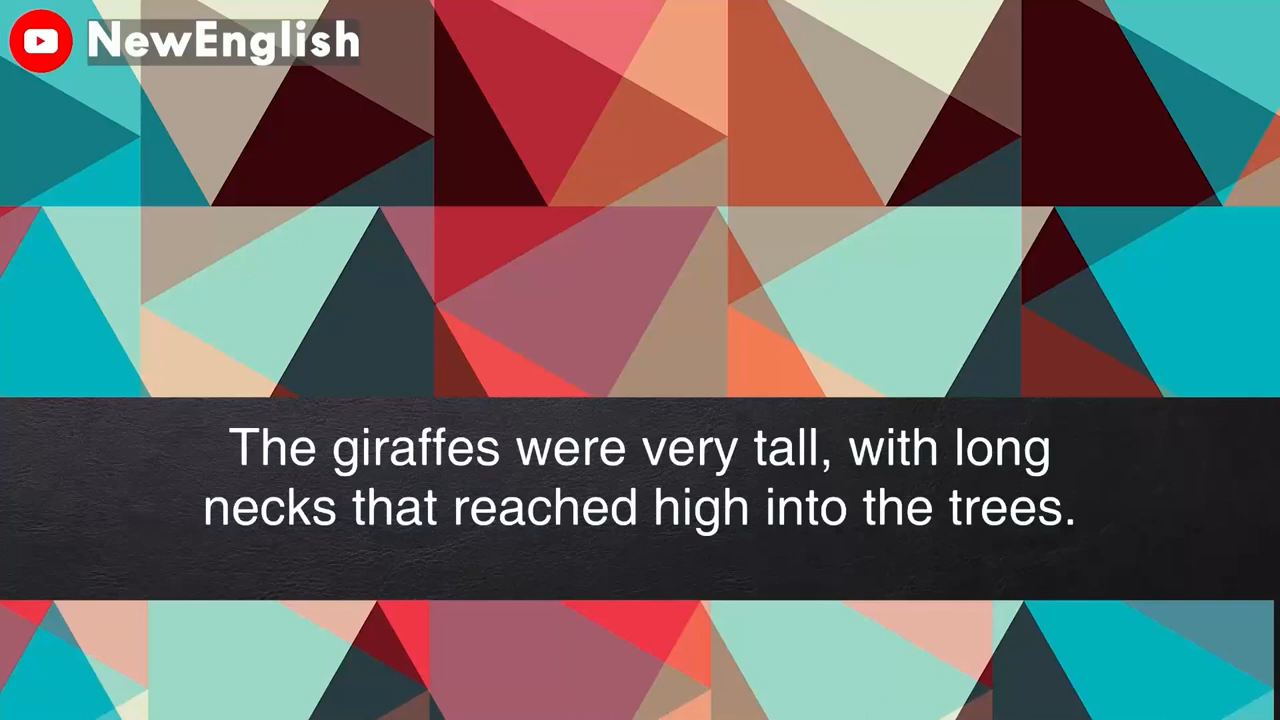 NewEnglish
The giraffes were very tall, with long
necks that reached high into the trees.